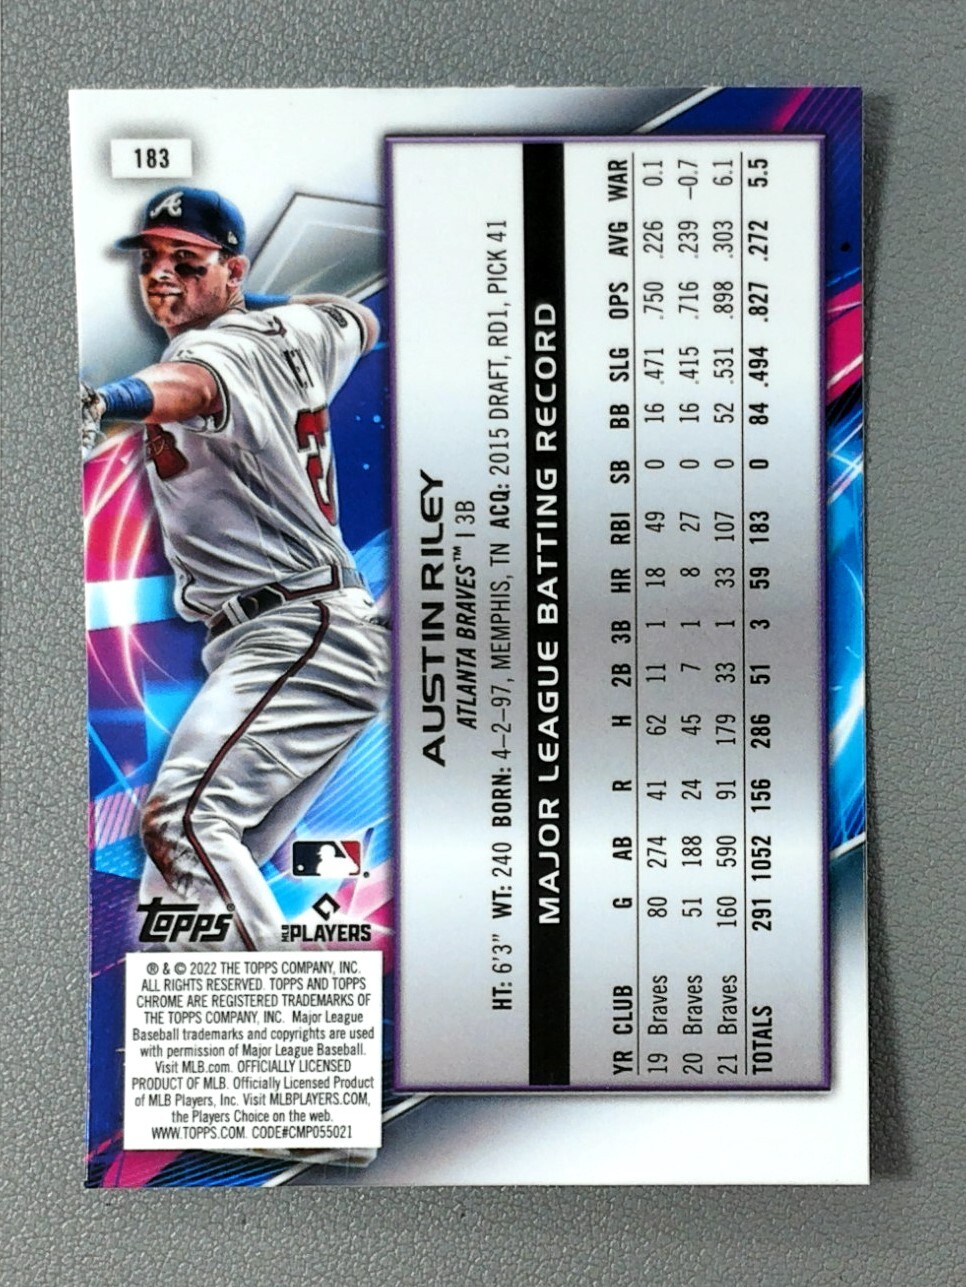 183
AUSTIN RILEY
ATLANTA BRAVES™ | 3B
HT: 6'3" WT: 240 BORN: 4–2–97, MEMPHIS, TN ACQ: 2015 DRAFT, RD1, PICK 41
MAJOR LEAGUE BATTING RECORD
YR CLUB G AB R H 2B 3B HR RBI SB BB SLG OPS AVG WAR
19 Braves 80 274 41 62 11 1 18 49 0 16 .471 .750 .226 0.1
20 Braves 51 188 24 45 7 1 8 27 0 16 .415 .716 .239 –0.7
21 Braves 160 590 91 179 33 1 33 107 0 52 .531 .898 .303 6.1
TOTALS 291 1052 156 286 51 3 59 183 0 84 .494 .827 .272 5.5
TOPPS®
MLB PLAYERS
® & © 2022 THE TOPPS COMPANY, INC.
ALL RIGHTS RESERVED. TOPPS AND TOPPS
CHROME ARE REGISTERED TRADEMARKS OF
THE TOPPS COMPANY, INC. Major League
Baseball trademarks and copyrights are used
with permission of Major League Baseball.
Visit MLB.com. OFFICIALLY LICENSED
PRODUCT OF MLB. Officially Licensed Product
of MLB Players, Inc. Visit MLBPLAYERS.COM,
the Players Choice on the web.
WWW.TOPPS.COM. CODE#CMP055021